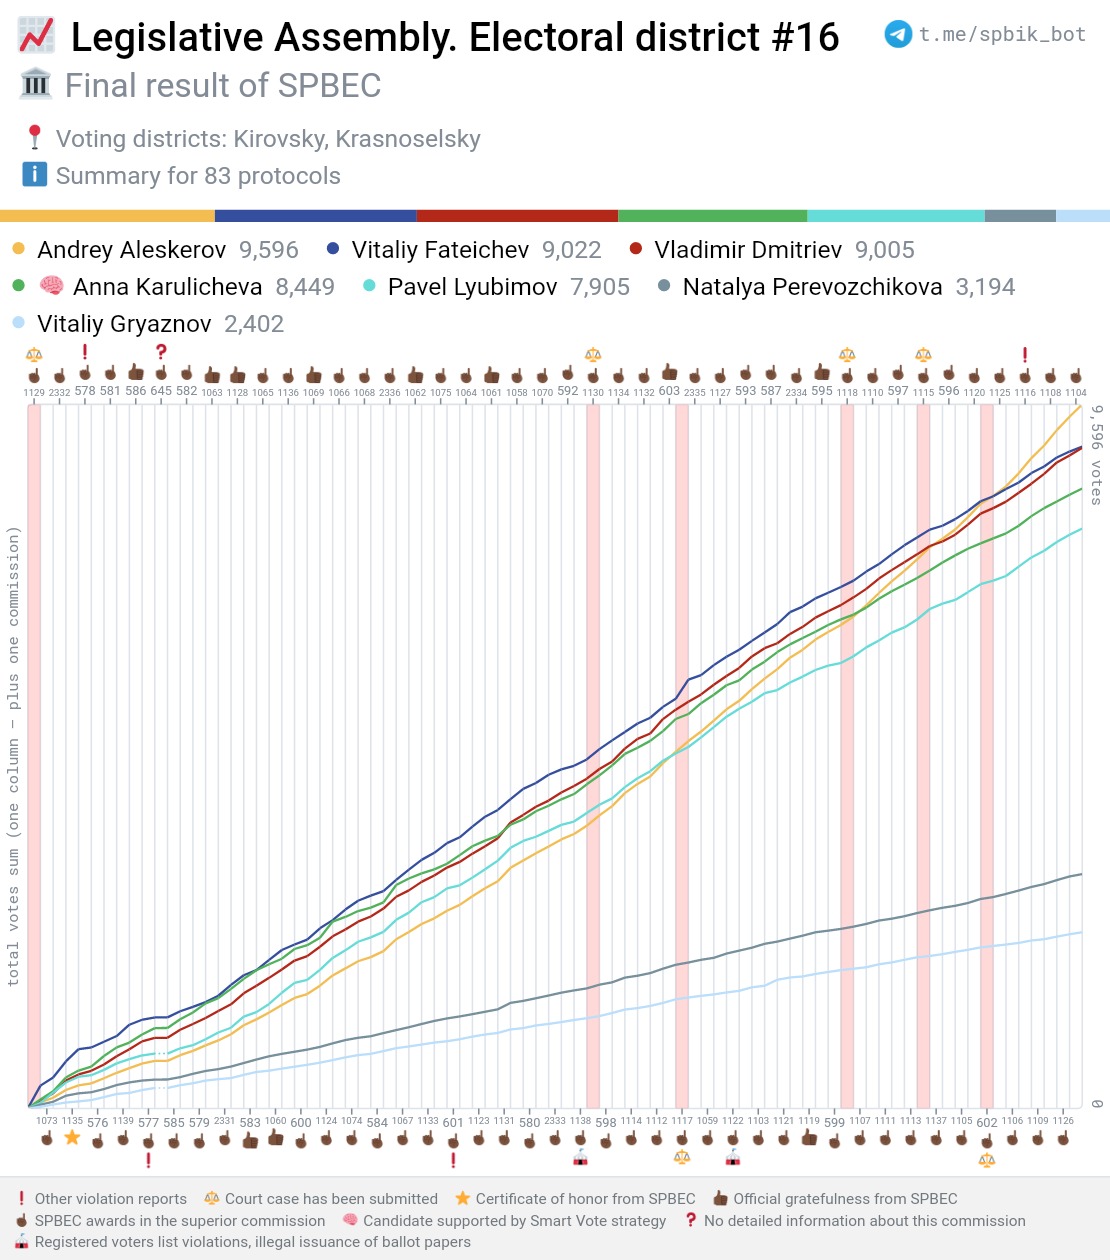 Legislative Assembly. Electoral district #16
t.me/spbik_bot
Final result of SPBEC
Voting districts: Kirovsky, Krasnoselsky
Summary for 83 protocols
Andrey Aleskerov 9,596 Vitaliy Fateichev 9,022 Vladimir Dmitriev 9,005
Anna Karulicheva 8,449 Pavel Lyubimov 7,905 Natalya Perevozchikova 3,194
Vitaliy Gryaznov 2,402
1129 2332 578 581 586 645 582 1063 1128 1065 1136 1069 1066 1068 2336 1062 1075 1064 1061 1058 1070 592 1130 1134 1132 603 2335 1127 593 587 2334 595 1118 1110 597 1115 596 1120 1125 1116 1108 1104
9,596 votes
total votes sum (one column — plus one commission)
0
1073 1135 576 1139 577 585 579 2331 583 1060 600 1124 1074 584 1067 1133 601 1123 1131 580 2333 1138 598 1114 1112 1117 1059 1122 1103 1121 1119 599 1107 1111 1113 1137 1105 602 1106 1109 1126
Other violation reports Court case has been submitted Certificate of honor from SPBEC Official gratefulness from SPBEC
SPBEC awards in the superior commission Candidate supported by Smart Vote strategy No detailed information about this commission
Registered voters list violations, illegal issuance of ballot papers